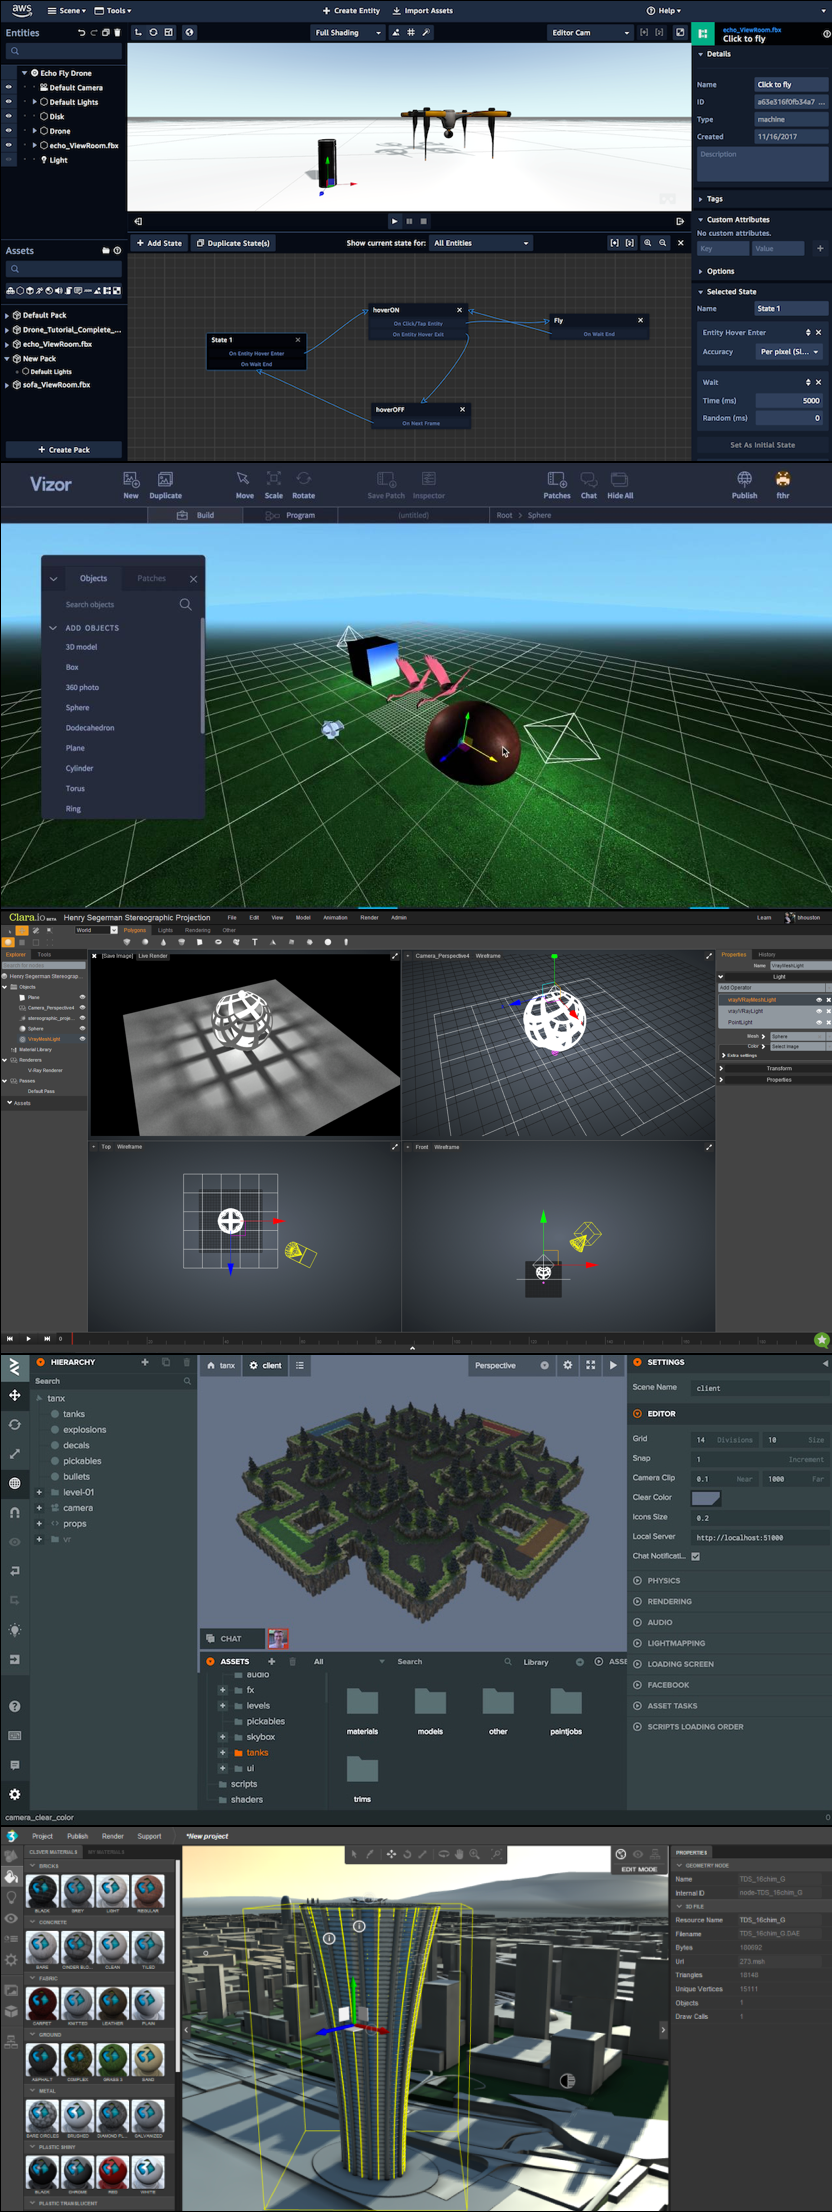 aws Scene Tools Create Entity Import Assets Help
Entities
Full Shading
Editor Cam
echo_ViewRoom.fbx
Click to fly
Echo Fly Drone
Default Camera
Default Lights
Disk
Drone
echo_ViewRoom.fbx
Light
Details
Name Click to fly
ID a63e316f0fb34a7 ...
Type machine
Created 11/16/2017
Description
Tags
Custom Attributes
No custom attributes.
Key Value
Options
Selected State
Name State 1
Entity Hover Enter
Accuracy Per pixel (Sl...
Wait
Time (ms) 5000
Random (ms) 0
Set As Initial State
Assets
Default Pack
Drone_Tutorial_Complete_...
echo_ViewRoom.fbx
New Pack
Default Lights
sofa_ViewRoom.fbx
Create Pack
Add State Duplicate State(s) Show current state for: All Entities
State 1
On Entity Hover Enter
On Wait End
hoverON
On Click/Tap Entity
On Entity Hover Exit
Fly
On Wait End
hoverOFF
On Next Frame
Vizor
New Duplicate Move Scale Rotate Save Patch Inspector Patches Chat Hide All Publish fthr
Build Program (untitled) Root > Sphere
Objects Patches
Search objects
ADD OBJECTS
3D model
Box
360 photo
Sphere
Dodecahedron
Plane
Cylinder
Torus
Ring
Clara.io BETA Henry Segerman Stereographic Projection File Edit View Model Animation Render Admin Learn bhouston
World Polygons Lights Rendering Other
Explorer Tools
Henry Segerman Stereograp...
Objects
Plane
Camera_Perspective4
stereographic_proje...
Sphere
VrayMeshLight
Material Library
Renderers
V-Ray Renderer
Passes
Default Pass
Assets
[Save Image] Live Render
Camera_Perspective4 Wireframe
Top Wireframe
Front Wireframe
Properties History
Name VrayMeshLight
Light
Add Operator
vray/VRayMeshLight
vray/VRayLight
PointLight
Mesh Sphere
Color Select Image
Extra settings
Transform
Properties
0
HIERARCHY
Search
tanx
tanks
explosions
decals
pickables
bullets
level-01
camera
props
vr
tanx client
Perspective
CHAT
SETTINGS
Scene Name client
EDITOR
Grid 14 Divisions 10 Size
Snap 1 Increment
Camera Clip 0.1 Near 1000 Far
Clear Color
Icons Size 0.2
Local Server http://localhost:51000
Chat Notificati...
PHYSICS
RENDERING
AUDIO
LIGHTMAPPING
LOADING SCREEN
FACEBOOK
ASSET TASKS
SCRIPTS LOADING ORDER
ASSETS All Search Library ASSE
audio
fx
levels
pickables
skybox
tanks
ui
scripts
shaders
materials models other paintjobs
trims
camera_clear_color
Project Publish Render Support *New project
CLOVER MATERIALS MY MATERIALS
BRICKS
BLACK GREY LIGHT REGULAR
CONCRETE
BARE CINDER BLO... CLEAN TILED
FABRIC
CARPET KNITTED LEATHER PLAIN
GROUND
ASPHALT COMPLEX GRASS 3 SAND
METAL
BARE CIRCLES BRUSHED DIAMOND PL... GALVANIZED
PLASTIC SHINY
BLACK CHROME RED WHITE
PLASTIC TRANSLUCENT
EDIT MODE
PROPERTIES
GEOMETRY NODE
Name TDS_16chim_G
Internal ID node-TDS_16chim_G
3D FILE
Resource Name TDS_16chim_G
Filename TDS_16chim_G.DAE
Bytes 
Url 273.msh
Triangles 
Unique Vertices 15111
Objects 1
Draw Calls 1